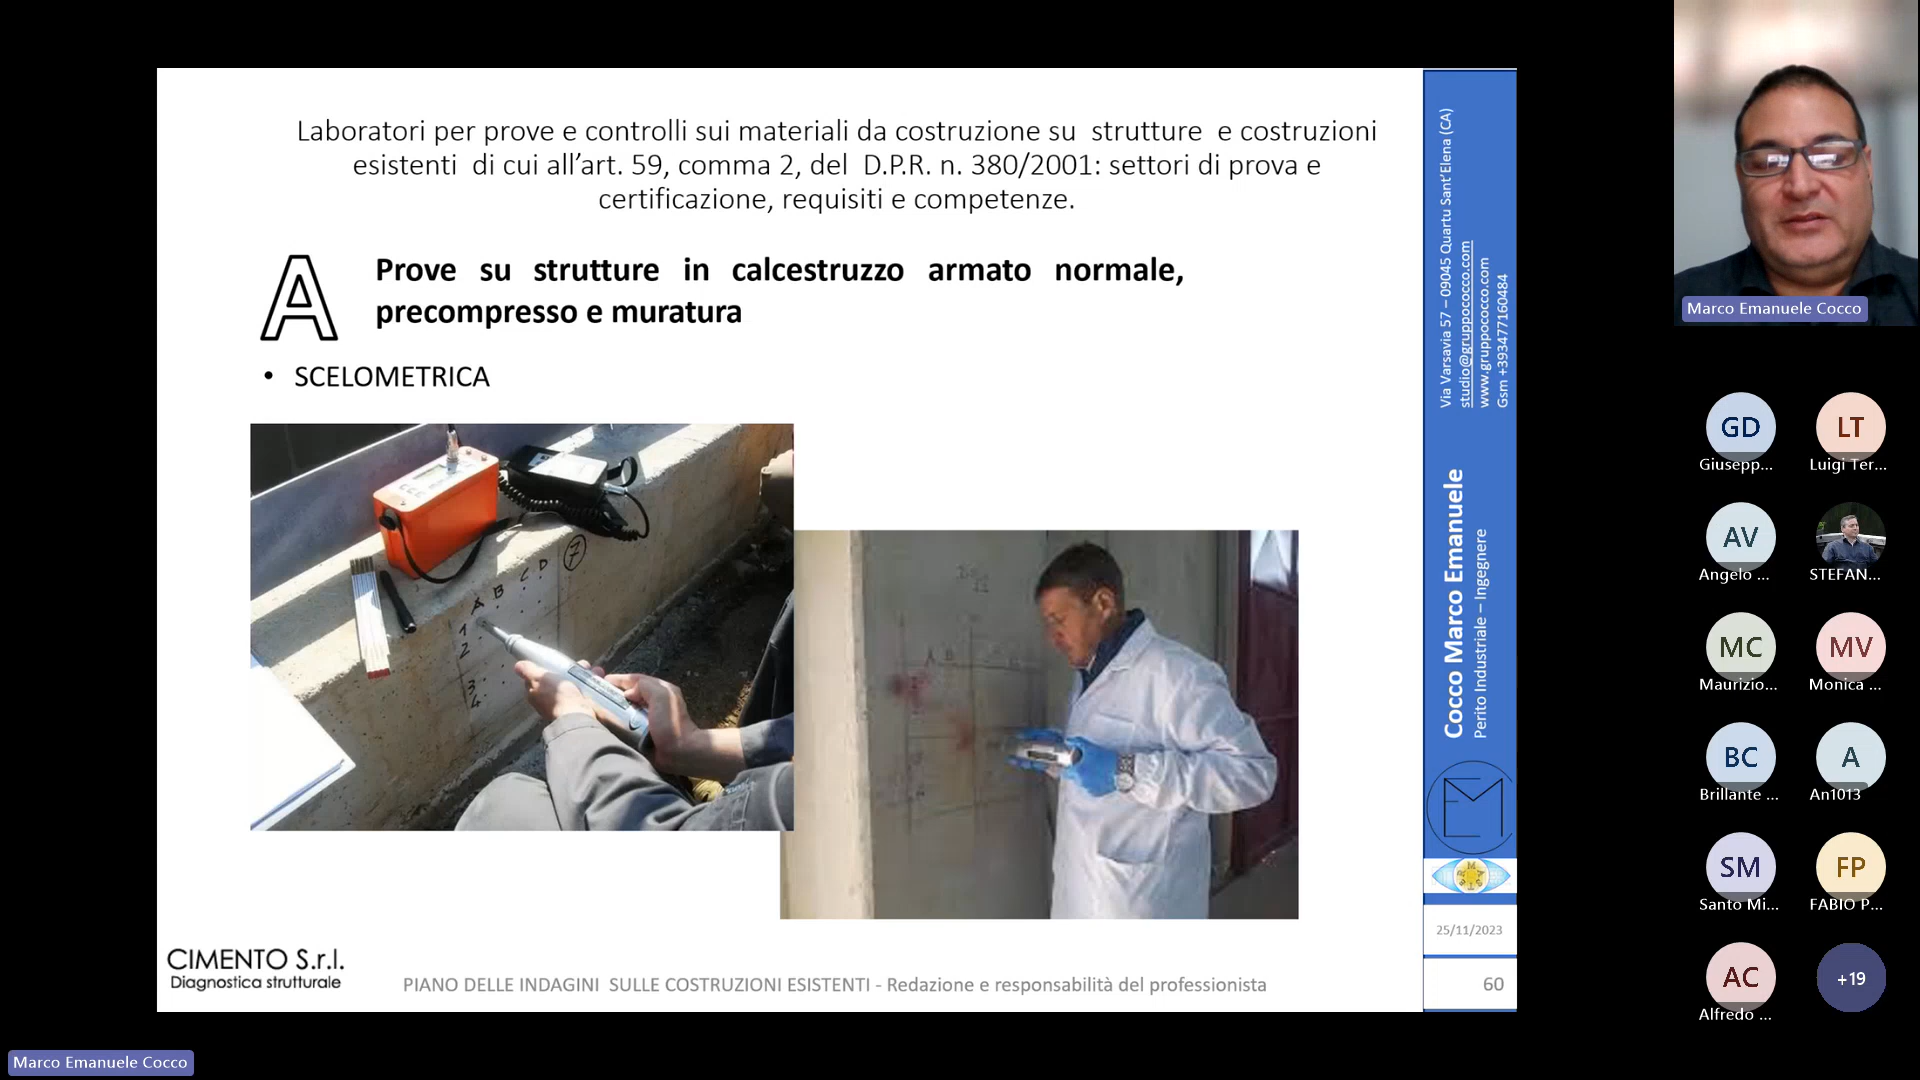 Laboratori per prove e controlli sui materiali da costruzione su strutture e costruzioni
esistenti di cui all’art. 59, comma 2, del D.P.R. n. 380/2001: settori di prova e
certificazione, requisiti e competenze.
A
Prove su strutture in calcestruzzo armato normale,
precompresso e muratura
• SCELOMETRICA
A B C D 7
1
2
3
4
A B
CIMENTO S.r.l.
Diagnostica strutturale
PIANO DELLE INDAGINI SULLE COSTRUZIONI ESISTENTI - Redazione e responsabilità del professionista
Via Varsavia 57 – 09045 Quartu Sant’Elena (CA)
studio@gruppococco.com
www.gruppococco.com
Gsm +393477160484
Cocco Marco Emanuele
Perito Industriale – Ingegnere
25/11/2023
60
Marco Emanuele Cocco
GD
Giusepp...
LT
Luigi Ter...
AV
Angelo ...
STEFAN...
MC
Maurizio...
MV
Monica ...
BC
Brillante ...
A
An1013
SM
Santo Mi...
FP
FABIO P...
AC
Alfredo ...
+19
Marco Emanuele Cocco